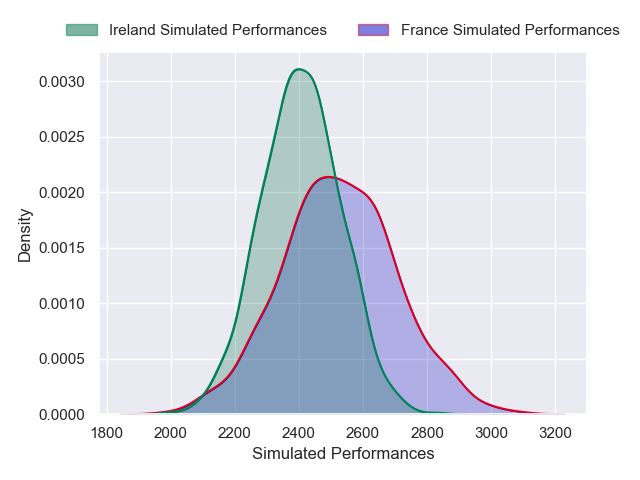 Ireland Simulated Performances France Simulated Performances
0.0030
0.0025
0.0020
0.0015
0.0010
0.0005
0.0000
Density
1800 2000 2200 2400 2600 2800 3000 3200
Simulated Performances